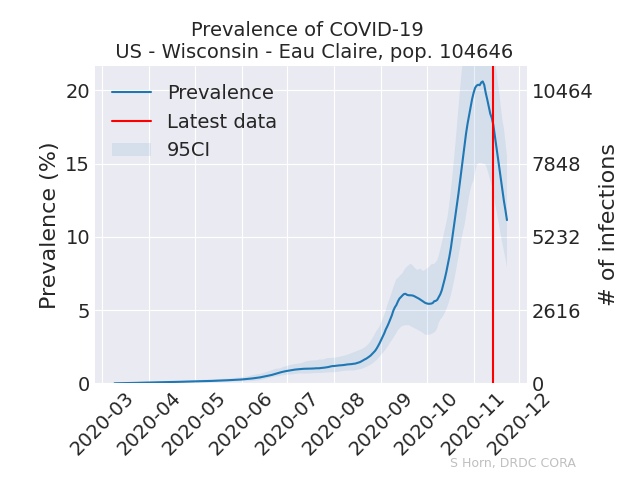 Prevalence of COVID-19
US - Wisconsin - Eau Claire, pop. 104646
Prevalence
Latest data
95CI
Prevalence (%)
20
15
10
5
0
10464
7848
5232
2616
0
# of infections
2020-03
2020-04
2020-05
2020-06
2020-07
2020-08
2020-09
2020-10
2020-11
2020-12
S Horn, DRDC CORA